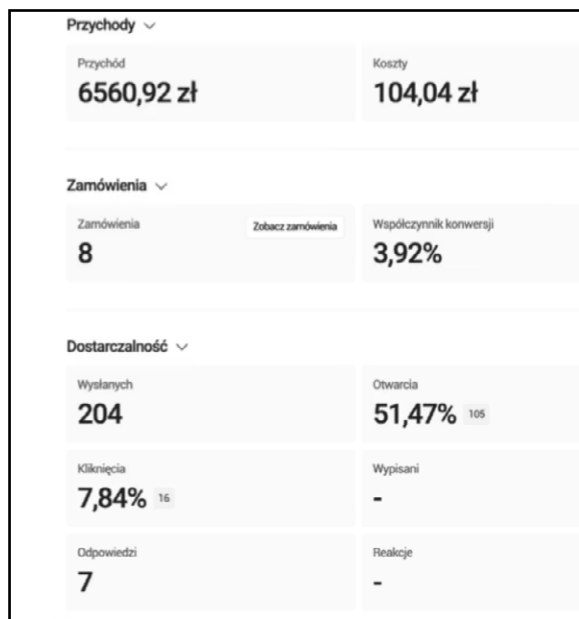 Przychody
Przychód
6560,92 zł
Koszty
104,04 zł
Zamówienia
Zamówienia
Zobacz zamówienia
8
Współczynnik konwersji
3,92%
Dostarczalność
Wysłanych
204
Otwarcia
51,47% 105
Kliknięcia
7,84% 16
Wypisani
-
Odpowiedzi
7
Reakcje
-